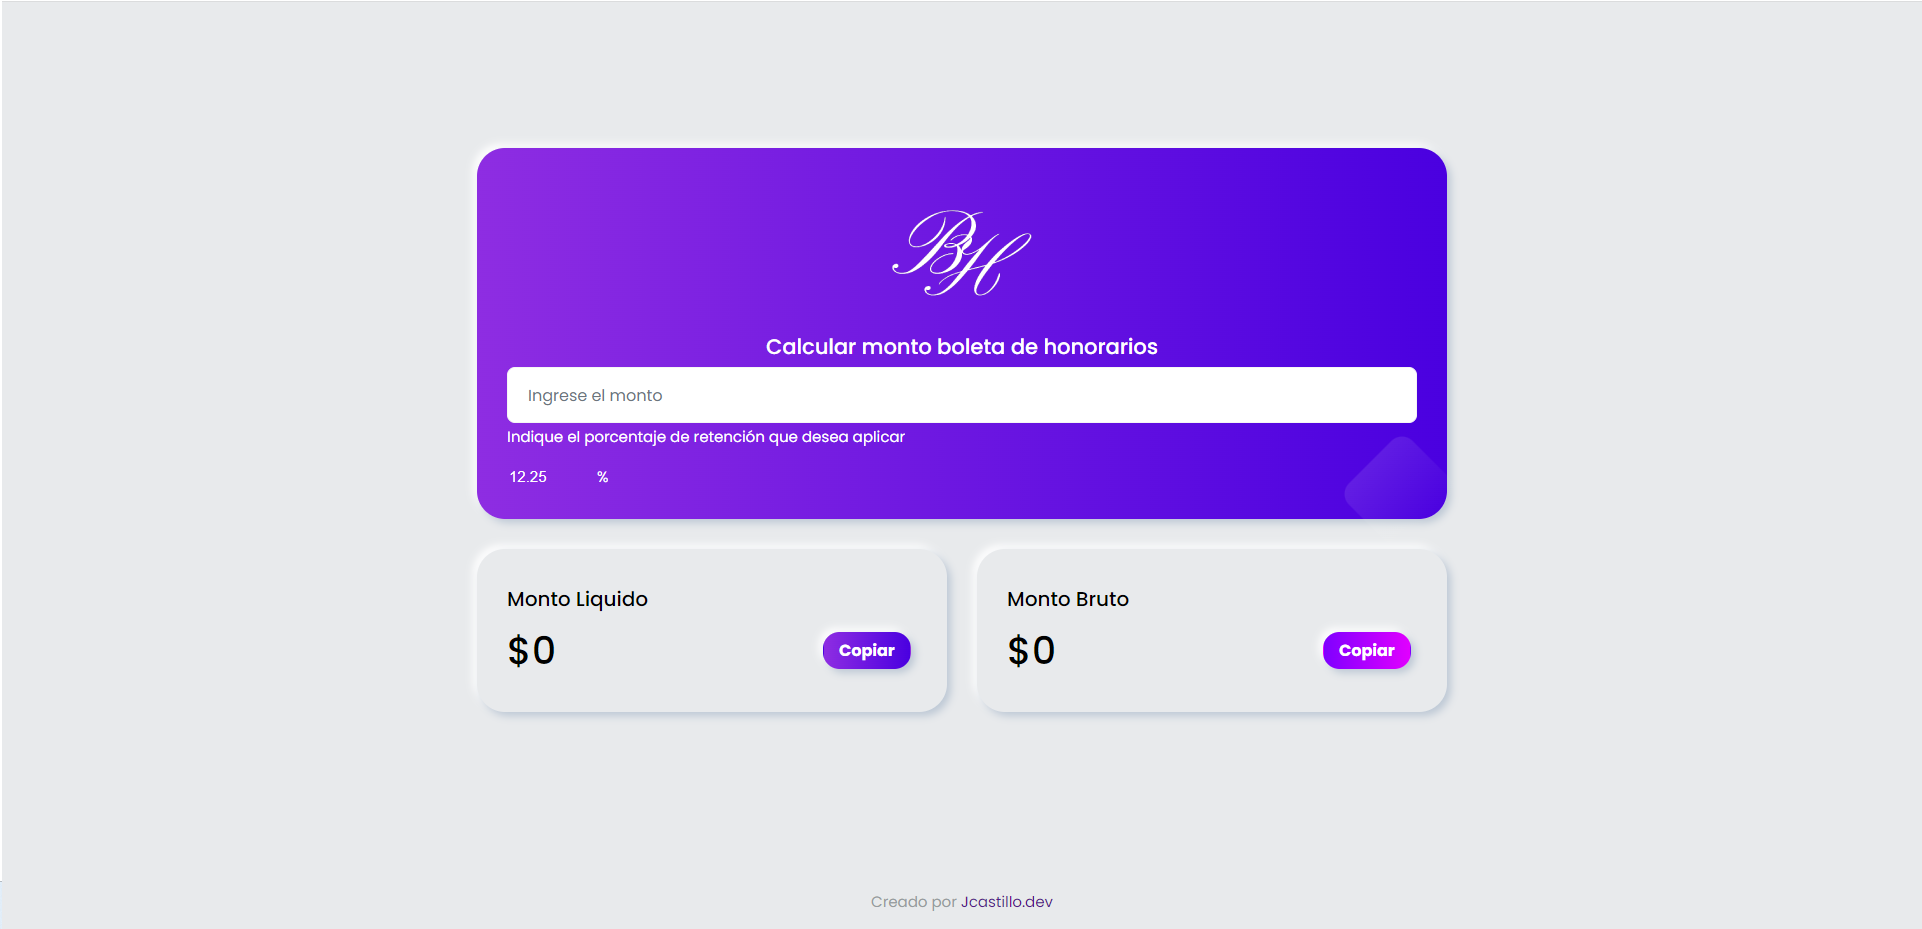 BH
Calcular monto boleta de honorarios
Ingrese el monto
Indique el porcentaje de retención que desea aplicar
12.25 %
Monto Liquido
$0 Copiar
Monto Bruto
$0 Copiar
Creado por Jcastillo.dev